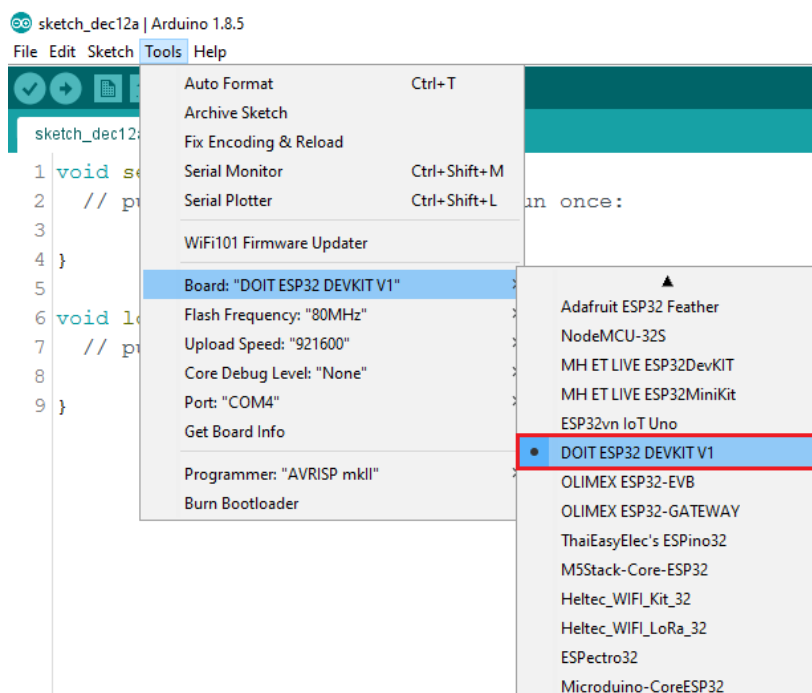 sketch_dec12a | Arduino 1.8.5
File Edit Sketch Tools Help
sketch_dec12a
Auto Format Ctrl+T
Archive Sketch
Fix Encoding & Reload
Serial Monitor Ctrl+Shift+M
Serial Plotter Ctrl+Shift+L
WiFi101 Firmware Updater
Board: "DOIT ESP32 DEVKIT V1"
Flash Frequency: "80MHz"
Upload Speed: "921600"
Core Debug Level: "None"
Port: "COM4"
Get Board Info
Programmer: "AVRISP mkII"
Burn Bootloader
1 void
2 // un once:
3
4 }
5
6 void
7 //
8
9 }
Adafruit ESP32 Feather
NodeMCU-32S
MH ET LIVE ESP32DevKIT
MH ET LIVE ESP32MiniKit
ESP32vn IoT Uno
DOIT ESP32 DEVKIT V1
OLIMEX ESP32-EVB
OLIMEX ESP32-GATEWAY
ThaiEasyElec's ESPino32
M5Stack-Core-ESP32
Heltec_WIFI_Kit_32
Heltec_WIFI_LoRa_32
ESPectro32
Microduino-CoreESP32